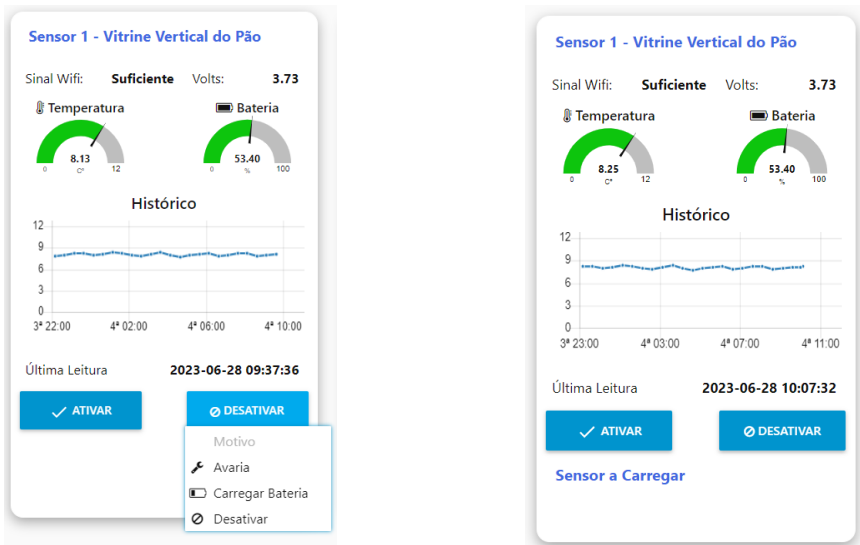 Sensor 1 - Vitrine Vertical do Pão
Sinal Wifi: Suficiente Volts: 3.73
Temperatura Bateria
8.13 53.40
0 C° 12 0 % 100
Histórico
12
9
6
3
0
3ª 22:00 4ª 02:00 4ª 06:00 4ª 10:00
Última Leitura 2023-06-28 09:37:36
ATIVAR DESATIVAR
Motivo
Avaria
Carregar Bateria
Desativar
Sensor 1 - Vitrine Vertical do Pão
Sinal Wifi: Suficiente Volts: 3.73
Temperatura Bateria
8.25 53.40
0 C° 12 0 % 100
Histórico
12
9
6
3
0
3ª 23:00 4ª 03:00 4ª 07:00 4ª 11:00
Última Leitura 2023-06-28 10:07:32
ATIVAR DESATIVAR
Sensor a Carregar